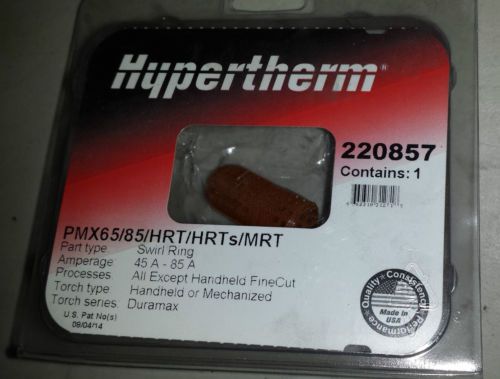 Hypertherm®
220857
Contains: 1
PMX65/85/HRT/HRTs/MRT
Part type: Swirl Ring
Amperage: 45 A - 85 A
Processes: All Except Handheld FineCut
Torch type: Handheld or Mechanized
Torch series: Duramax
U.S. Pat No(s)
09/04/14
Quality Consistency Performance
Made In
USA